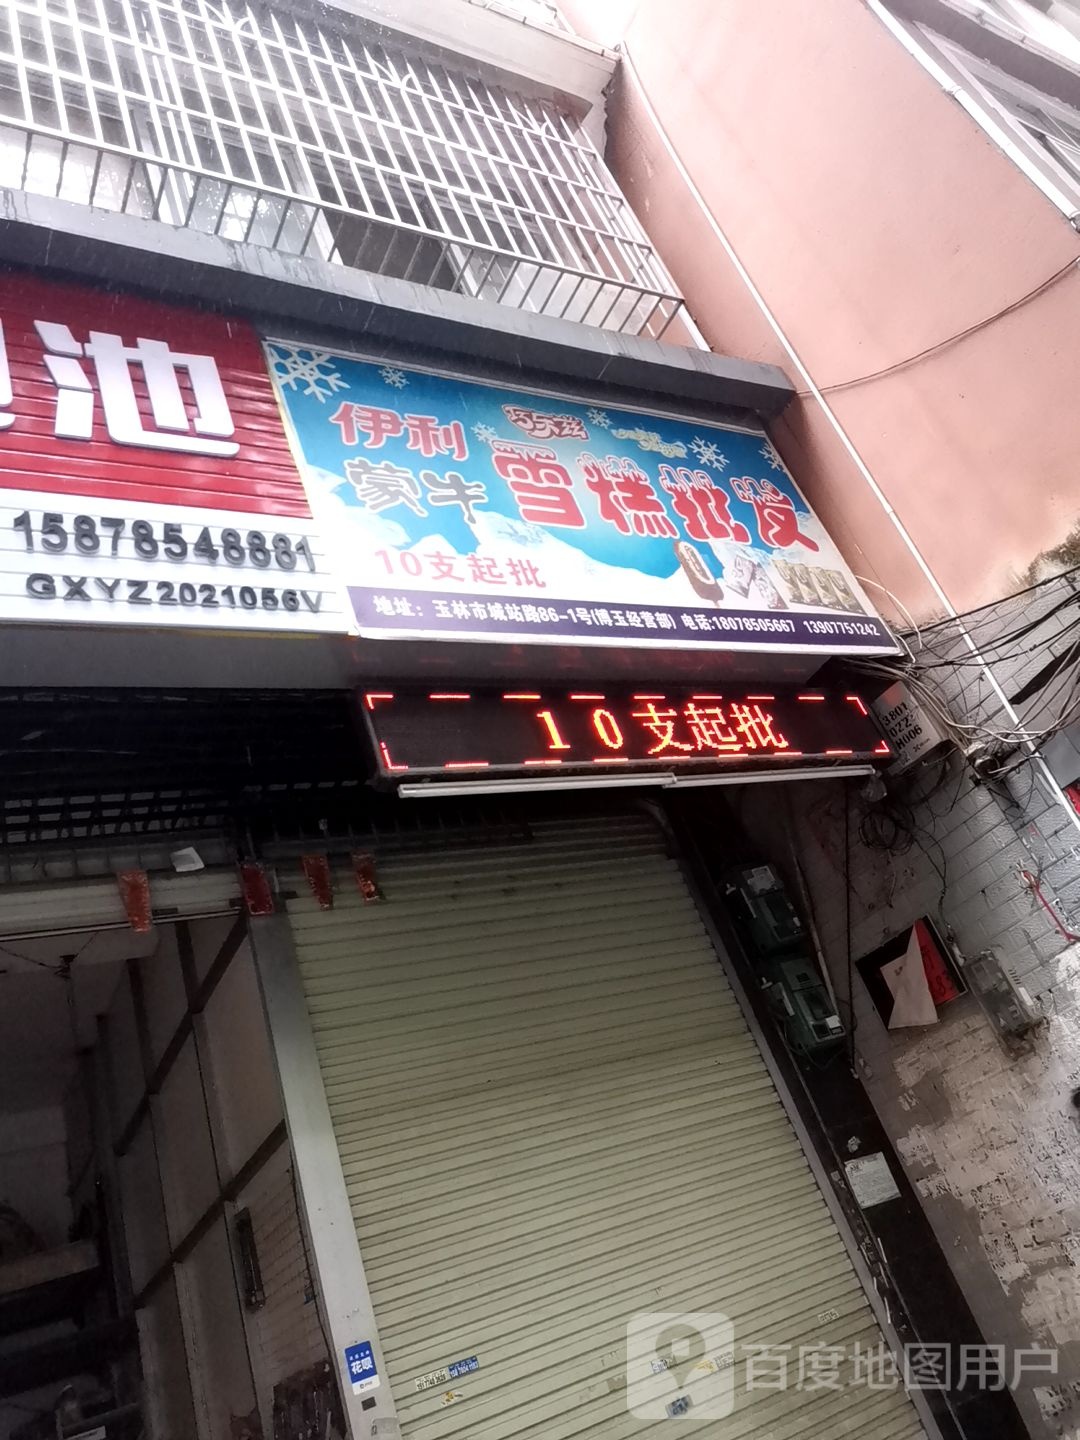 池
15878548881
GXYZ2021056V
巧乐兹
伊利
蒙牛
雪糕批发
10支起批
地址：玉林市城站路86-1号(博玉经营部) 电话:18078505667 13907751242
10支起批
花呗
百度地图用户